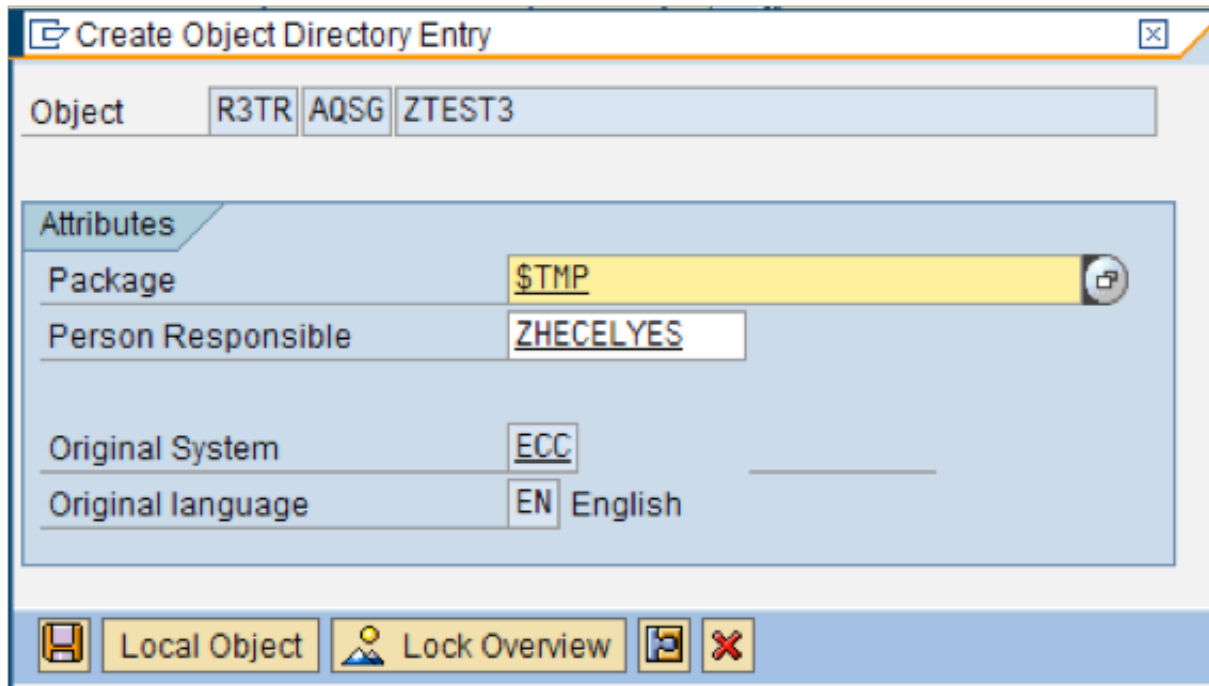 Create Object Directory Entry
Object R3TR AQSG ZTEST3
Attributes
Package $TMP
Person Responsible ZHECELYES
Original System ECC
Original language EN English
Local Object Lock Overview